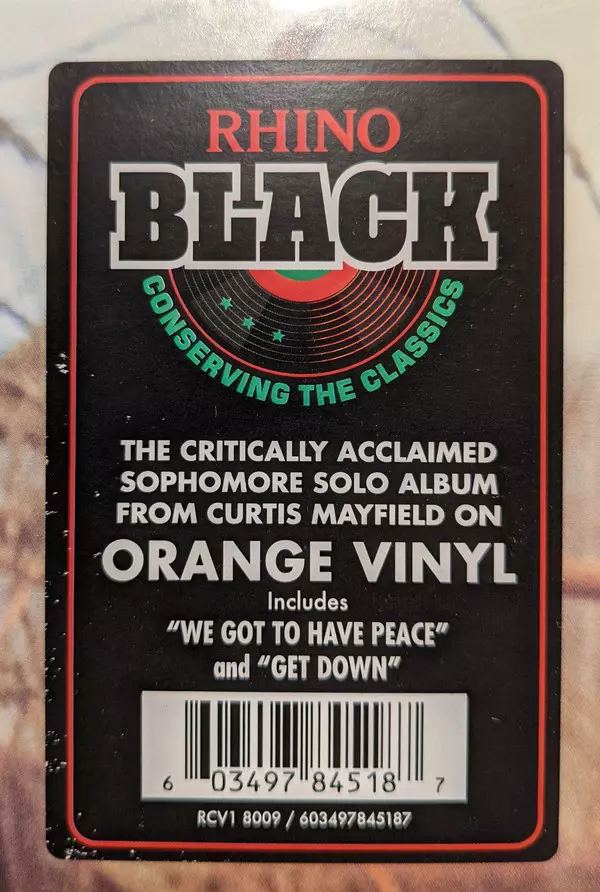 RHINO
BLACK
CONSERVING THE CLASSICS
THE CRITICALLY ACCLAIMED
SOPHOMORE SOLO ALBUM
FROM CURTIS MAYFIELD ON
ORANGE VINYL
Includes
"WE GOT TO HAVE PEACE"
and "GET DOWN"
6 03497 84518 7
RCV1 8009 / 603497845187